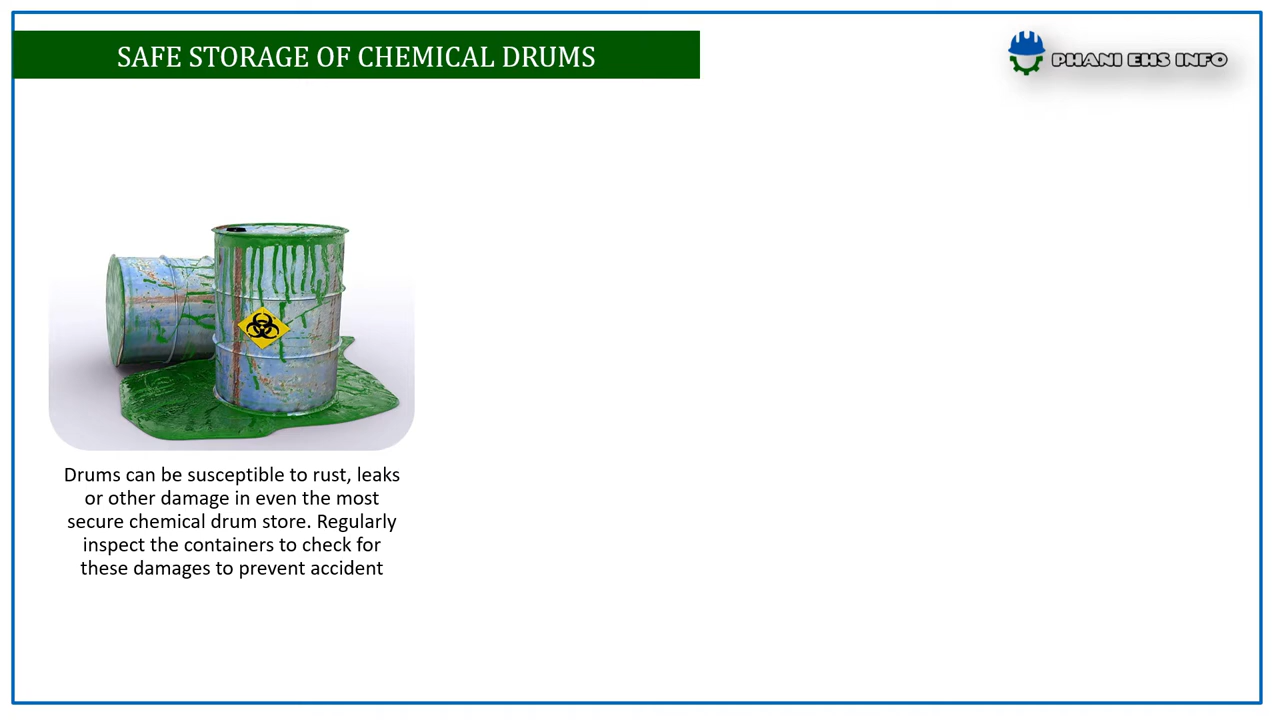 SAFE STORAGE OF CHEMICAL DRUMS
PHANI EHS INFO
Drums can be susceptible to rust, leaks
or other damage in even the most
secure chemical drum store. Regularly
inspect the containers to check for
these damages to prevent accident